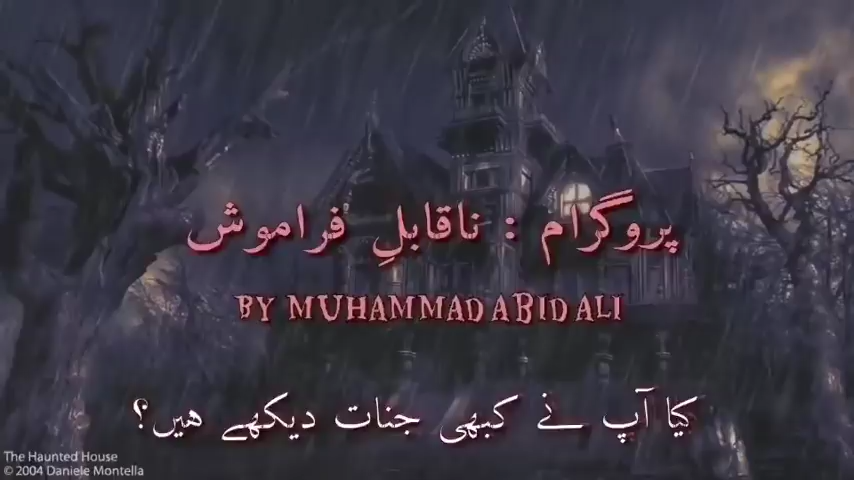 پروگرام : ناقابلِ فراموش
BY MUHAMMAD ABID ALI
کیا آپ نے کبھی جنات دیکھے ہیں؟
The Haunted House
© 2004 Daniele Montella